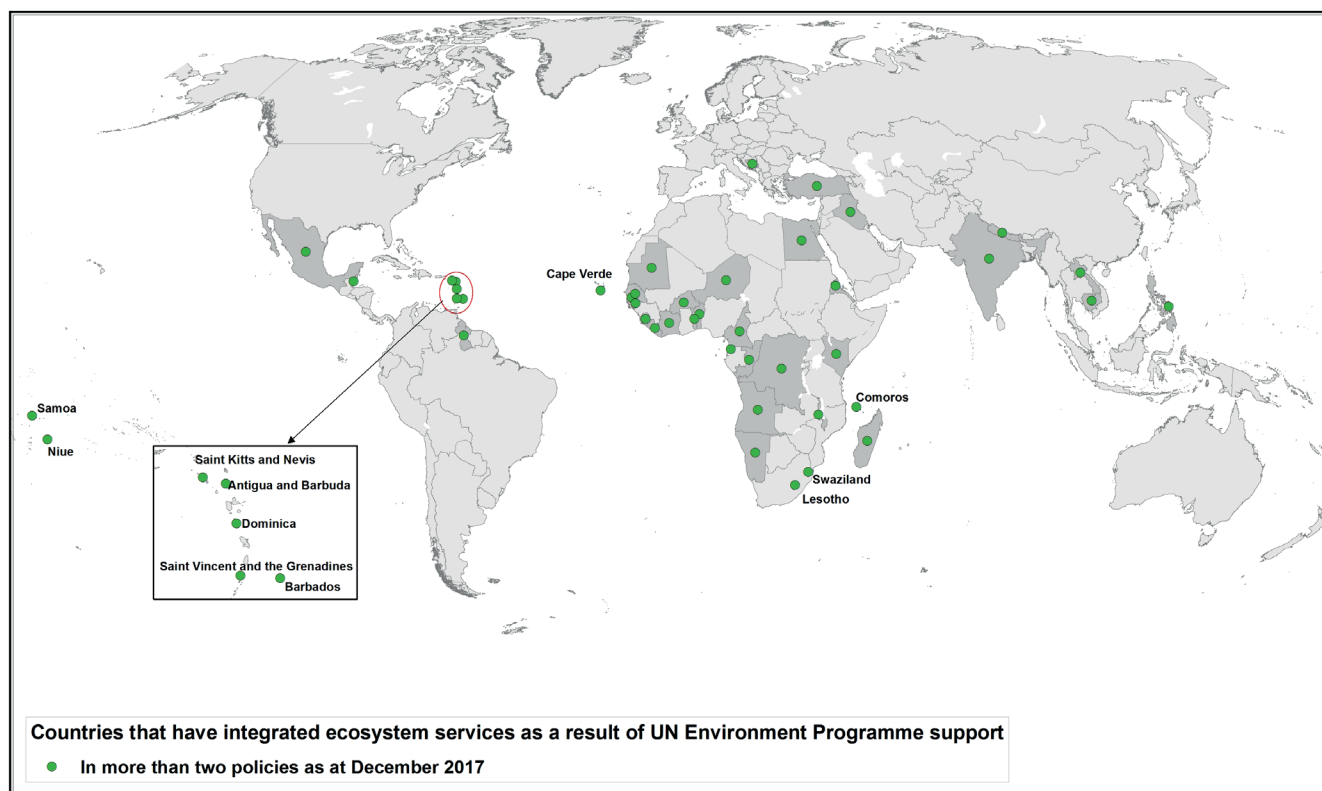 Cape Verde
Samoa
Niue
Comoros
Swaziland
Lesotho
Saint Kitts and Nevis
Antigua and Barbuda
Dominica
Saint Vincent and the Grenadines
Barbados
Countries that have integrated ecosystem services as a result of UN Environment Programme support
In more than two policies as at December 2017